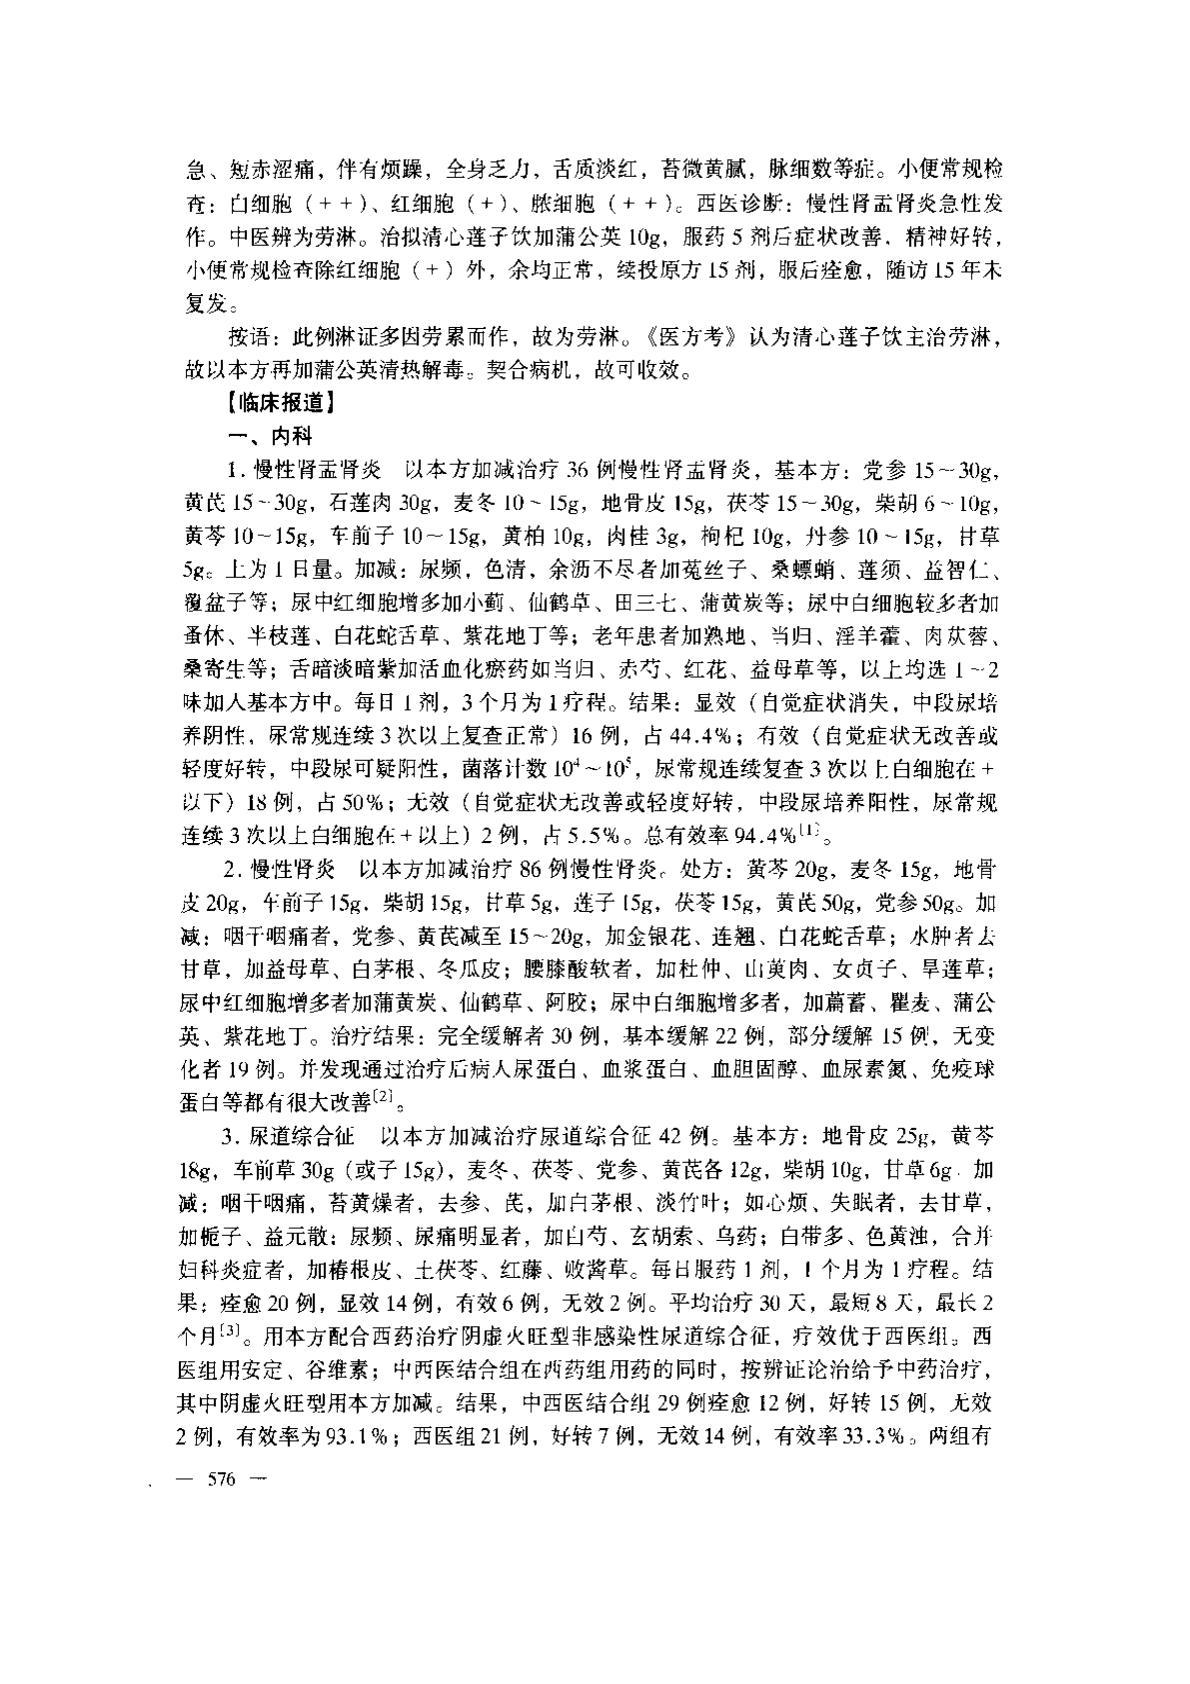 急、短赤涩痛，伴有烦躁，全身乏力，舌质淡红，苔微黄腻，脉细数等症。小便常规检
查：白细胞（++）、红细胞（+）、脓细胞（++）。西医诊断：慢性肾盂肾炎急性发
作。中医辨为劳淋。治拟清心莲子饮加蒲公英 10g，服药 5 剂后症状改善，精神好转，
小便常规检查除红细胞（+）外，余均正常，续投原方 15 剂，服后痊愈，随访 15 年未
复发。
按语：此例淋证多因劳累而作，故为劳淋。《医方考》认为清心莲子饮主治劳淋，
故以本方再加蒲公英清热解毒。契合病机，故可收效。
【临床报道】
一、内科
1. 慢性肾盂肾炎　以本方加减治疗 36 例慢性肾盂肾炎，基本方：党参 15～30g，
黄芪 15～30g，石莲肉 30g，麦冬 10～15g，地骨皮 15g，茯苓 15～30g，柴胡 6～10g，
黄芩 10～15g，车前子 10～15g，黄柏 10g，肉桂 3g，枸杞 10g，丹参 10～15g，甘草
5g。上为 1 日量。加减：尿频，色清，余沥不尽者加菟丝子、桑螵蛸、莲须、益智仁、
覆盆子等；尿中红细胞增多加小蓟、仙鹤草、田三七、蒲黄炭等；尿中白细胞较多者加
蚤休、半枝莲、白花蛇舌草、紫花地丁等；老年患者加熟地、当归、淫羊藿、肉苁蓉、
桑寄生等；舌暗淡暗紫加活血化瘀药如当归、赤芍、红花、益母草等，以上均选 1～2
味加入基本方中。每日 1 剂，3 个月为 1 疗程。结果：显效（自觉症状消失，中段尿培
养阴性，尿常规连续 3 次以上复查正常）16 例，占 44.4%；有效（自觉症状无改善或
轻度好转，中段尿可疑阳性，菌落计数 10⁴～10⁵，尿常规连续复查 3 次以上白细胞在 +
以下）18 例，占 50%；无效（自觉症状无改善或轻度好转，中段尿培养阳性，尿常规
连续 3 次以上白细胞在 + 以上）2 例，占 5.5%。总有效率 94.4%〔1〕。
2. 慢性肾炎　以本方加减治疗 86 例慢性肾炎。处方：黄芩 20g，麦冬 15g，地骨
皮 20g，车前子 15g，柴胡 15g，甘草 5g，莲子 15g，茯苓 15g，黄芪 50g，党参 50g。加
减：咽干咽痛者，党参、黄芪减至 15～20g，加金银花、连翘、白花蛇舌草；水肿者去
甘草，加益母草、白茅根、冬瓜皮；腰膝酸软者，加杜仲、山萸肉、女贞子、旱莲草；
尿中红细胞增多者加蒲黄炭、仙鹤草、阿胶；尿中白细胞增多者，加萹蓄、瞿麦、蒲公
英、紫花地丁。治疗结果：完全缓解者 30 例，基本缓解 22 例，部分缓解 15 例，无变
化者 19 例。并发现通过治疗后病人尿蛋白、血浆蛋白、血胆固醇、血尿素氮、免疫球
蛋白等都有很大改善〔2〕。
3. 尿道综合征　以本方加减治疗尿道综合征 42 例。基本方：地骨皮 25g，黄芩
18g，车前草 30g（或子 15g），麦冬、茯苓、党参、黄芪各 12g，柴胡 10g，甘草 6g．加
减：咽干咽痛，苔黄燥者，去参、芪，加白茅根、淡竹叶；如心烦、失眠者，去甘草，
加栀子、益元散；尿频、尿痛明显者，加白芍、玄胡索、乌药；白带多、色黄浊，合并
妇科炎症者，加椿根皮、土茯苓、红藤、败酱草。每日服药 1 剂，1 个月为 1 疗程。结
果：痊愈 20 例，显效 14 例，有效 6 例，无效 2 例。平均治疗 30 天，最短 8 天，最长 2
个月〔3〕。用本方配合西药治疗阴虚火旺型非感染性尿道综合征，疗效优于西医组。西
医组用安定、谷维素；中西医结合组在西药组用药的同时，按辨证论治给予中药治疗，
其中阴虚火旺型用本方加减。结果，中西医结合组 29 例痊愈 12 例，好转 15 例，无效
2 例，有效率为 93.1%；西医组 21 例，好转 7 例，无效 14 例，有效率 33.3%。两组有
— 576 —